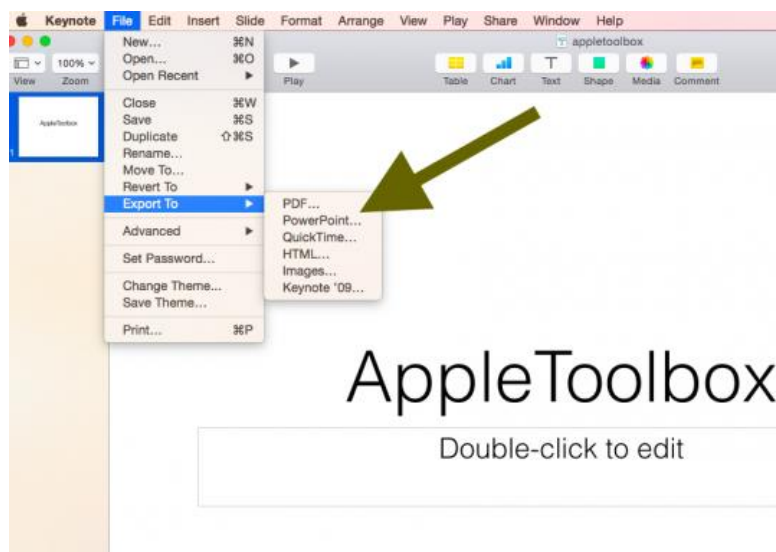 Keynote File Edit Insert Slide Format Arrange View Play Share Window Help
appletoolbox
100%
View Zoom Play Table Chart Text Shape Media Comment
New... ⌘N
Open... ⌘O
Open Recent
Close ⌘W
Save ⌘S
Duplicate ⇧⌘S
Rename...
Move To...
Revert To
Export To
Advanced
Set Password...
Change Theme...
Save Theme...
Print... ⌘P
PDF...
PowerPoint...
QuickTime...
HTML...
Images...
Keynote '09...
AppleToolbox
1
AppleToolbox
Double-click to edit